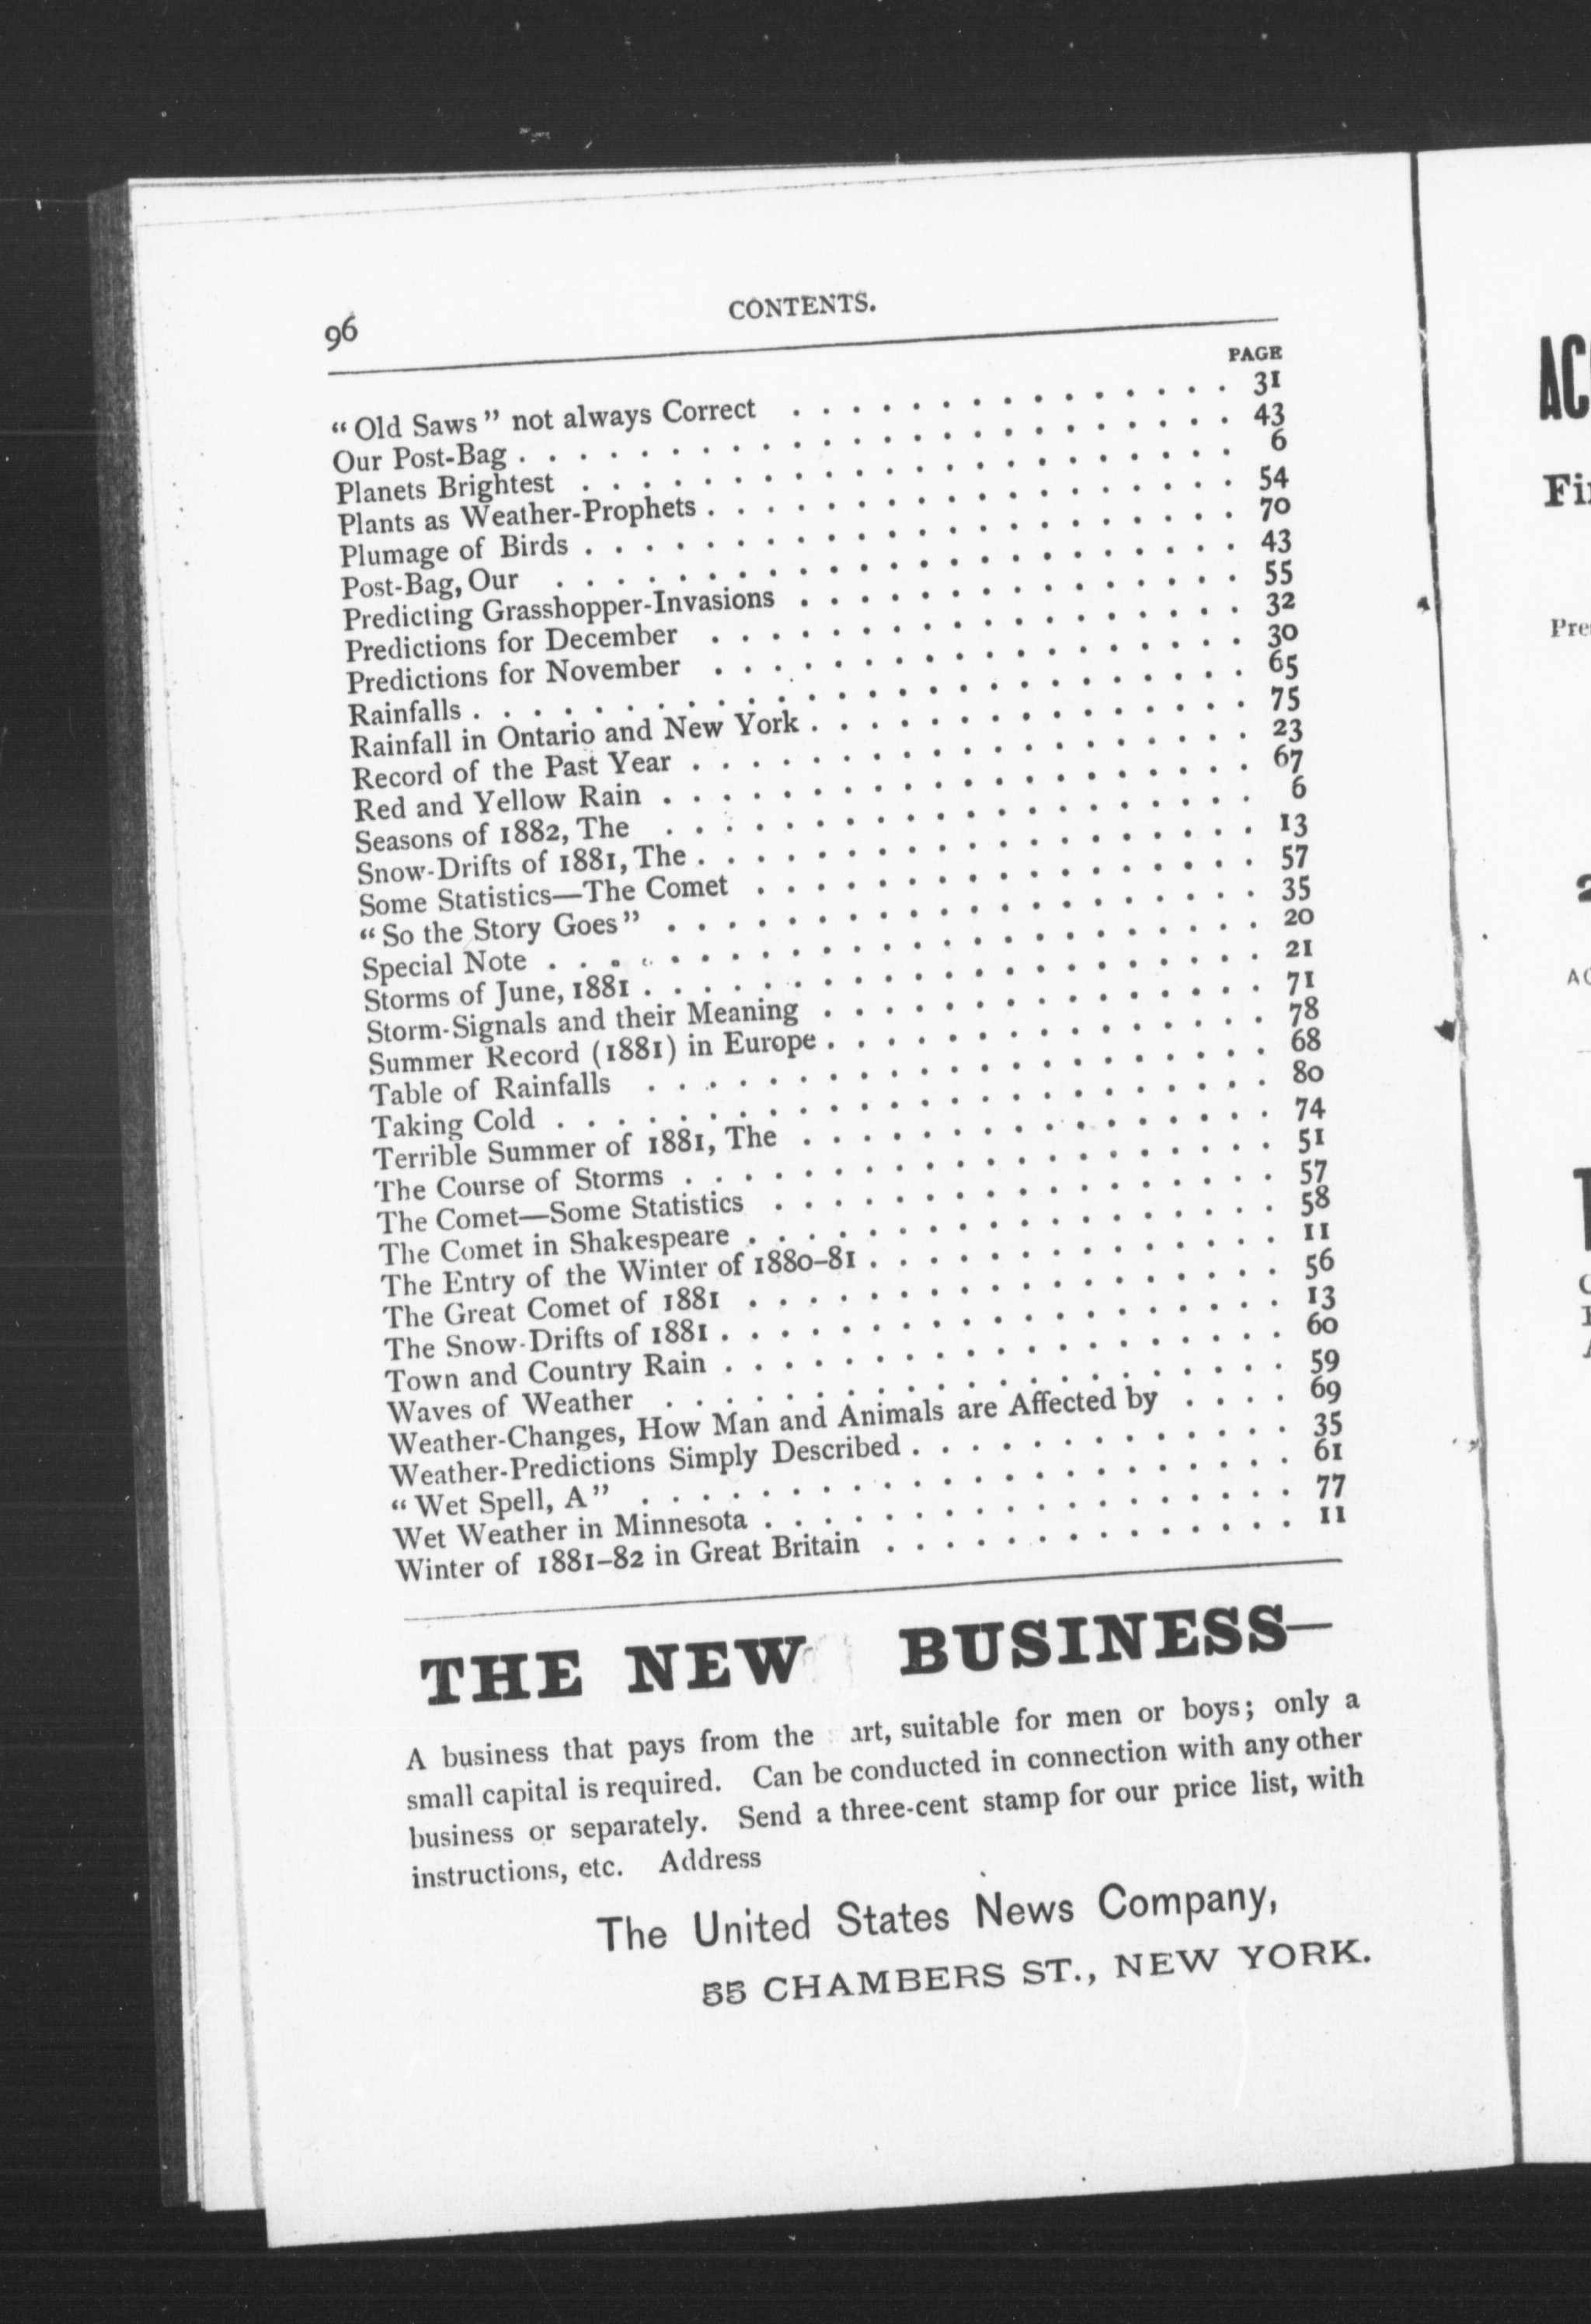 96
CONTENTS.
PAGE
“Old Saws” not always Correct . . . . . . . . . . . . . . . 31
Our Post-Bag . . . . . . . . . . . . . . . . . . . . . . . . 43
Planets Brightest . . . . . . . . . . . . . . . . . . . . . . 6
Plants as Weather-Prophets . . . . . . . . . . . . . . . . . . 54
Plumage of Birds . . . . . . . . . . . . . . . . . . . . . . 70
Post-Bag, Our . . . . . . . . . . . . . . . . . . . . . . . 43
Predicting Grasshopper-Invasions . . . . . . . . . . . . . . . 55
Predictions for December . . . . . . . . . . . . . . . . . . 32
Predictions for November . . . . . . . . . . . . . . . . . . 30
Rainfalls . . . . . . . . . . . . . . . . . . . . . . . . . . 65
Rainfall in Ontario and New York . . . . . . . . . . . . . . . 75
Record of the Past Year . . . . . . . . . . . . . . . . . . . 23
Red and Yellow Rain . . . . . . . . . . . . . . . . . . . . 67
Seasons of 1882, The . . . . . . . . . . . . . . . . . . . . 6
Snow-Drifts of 1881, The . . . . . . . . . . . . . . . . . . . 13
Some Statistics—The Comet . . . . . . . . . . . . . . . . . 57
“So the Story Goes” . . . . . . . . . . . . . . . . . . . . 35
Special Note . . . . . . . . . . . . . . . . . . . . . . . . 20
Storms of June, 1881 . . . . . . . . . . . . . . . . . . . . . 21
Storm-Signals and their Meaning . . . . . . . . . . . . . . . 71
Summer Record (1881) in Europe . . . . . . . . . . . . . . . 78
Table of Rainfalls . . . . . . . . . . . . . . . . . . . . . 68
Taking Cold . . . . . . . . . . . . . . . . . . . . . . . . 80
Terrible Summer of 1881, The . . . . . . . . . . . . . . . . 74
The Course of Storms . . . . . . . . . . . . . . . . . . . . 51
The Comet—Some Statistics . . . . . . . . . . . . . . . . . 57
The Comet in Shakespeare . . . . . . . . . . . . . . . . . . 58
The Entry of the Winter of 1880–81 . . . . . . . . . . . . . . 11
The Great Comet of 1881 . . . . . . . . . . . . . . . . . . 56
The Snow-Drifts of 1881 . . . . . . . . . . . . . . . . . . . 13
Town and Country Rain . . . . . . . . . . . . . . . . . . . 60
Waves of Weather . . . . . . . . . . . . . . . . . . . . . 59
Weather-Changes, How Man and Animals are Affected by . . . . 69
Weather-Predictions Simply Described . . . . . . . . . . . . . 35
“Wet Spell, A” . . . . . . . . . . . . . . . . . . . . . . 61
Wet Weather in Minnesota . . . . . . . . . . . . . . . . . . 77
Winter of 1881–82 in Great Britain . . . . . . . . . . . . . . 11
THE NEW BUSINESS—
A business that pays from the art, suitable for men or boys; only a
small capital is required. Can be conducted in connection with any other
business or separately. Send a three-cent stamp for our price list, with
instructions, etc. Address
The United States News Company,
55 CHAMBERS ST., NEW YORK.